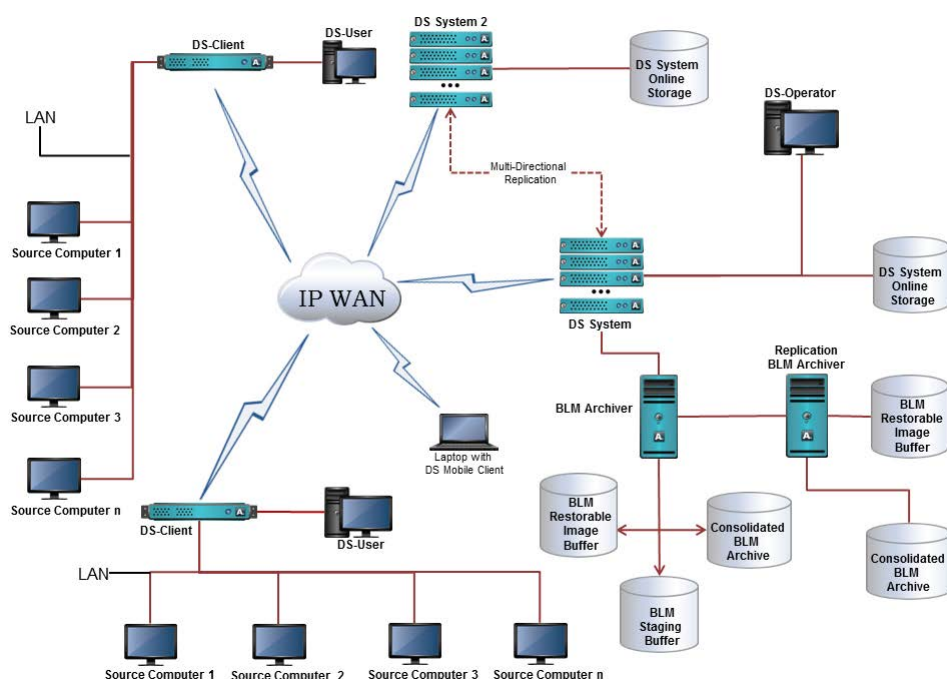 DS System 2
DS-Client
DS-User
DS System
Online
Storage
DS-Operator
LAN
Multi-Directional
Replication
Source Computer 1
Source Computer 2
Source Computer 3
Source Computer n
IP WAN
DS System
DS System
Online
Storage
Replication
BLM Archiver
BLM Archiver
BLM
Restorable
Image
Buffer
Laptop with
DS Mobile Client
DS-Client
DS-User
BLM
Restorable
Image
Buffer
Consolidated
BLM
Archive
Consolidated
BLM
Archive
BLM
Staging
Buffer
LAN
Source Computer 1
Source Computer 2
Source Computer 3
Source Computer n
A
A
A
A
A
A
A
A
A
A
A
A